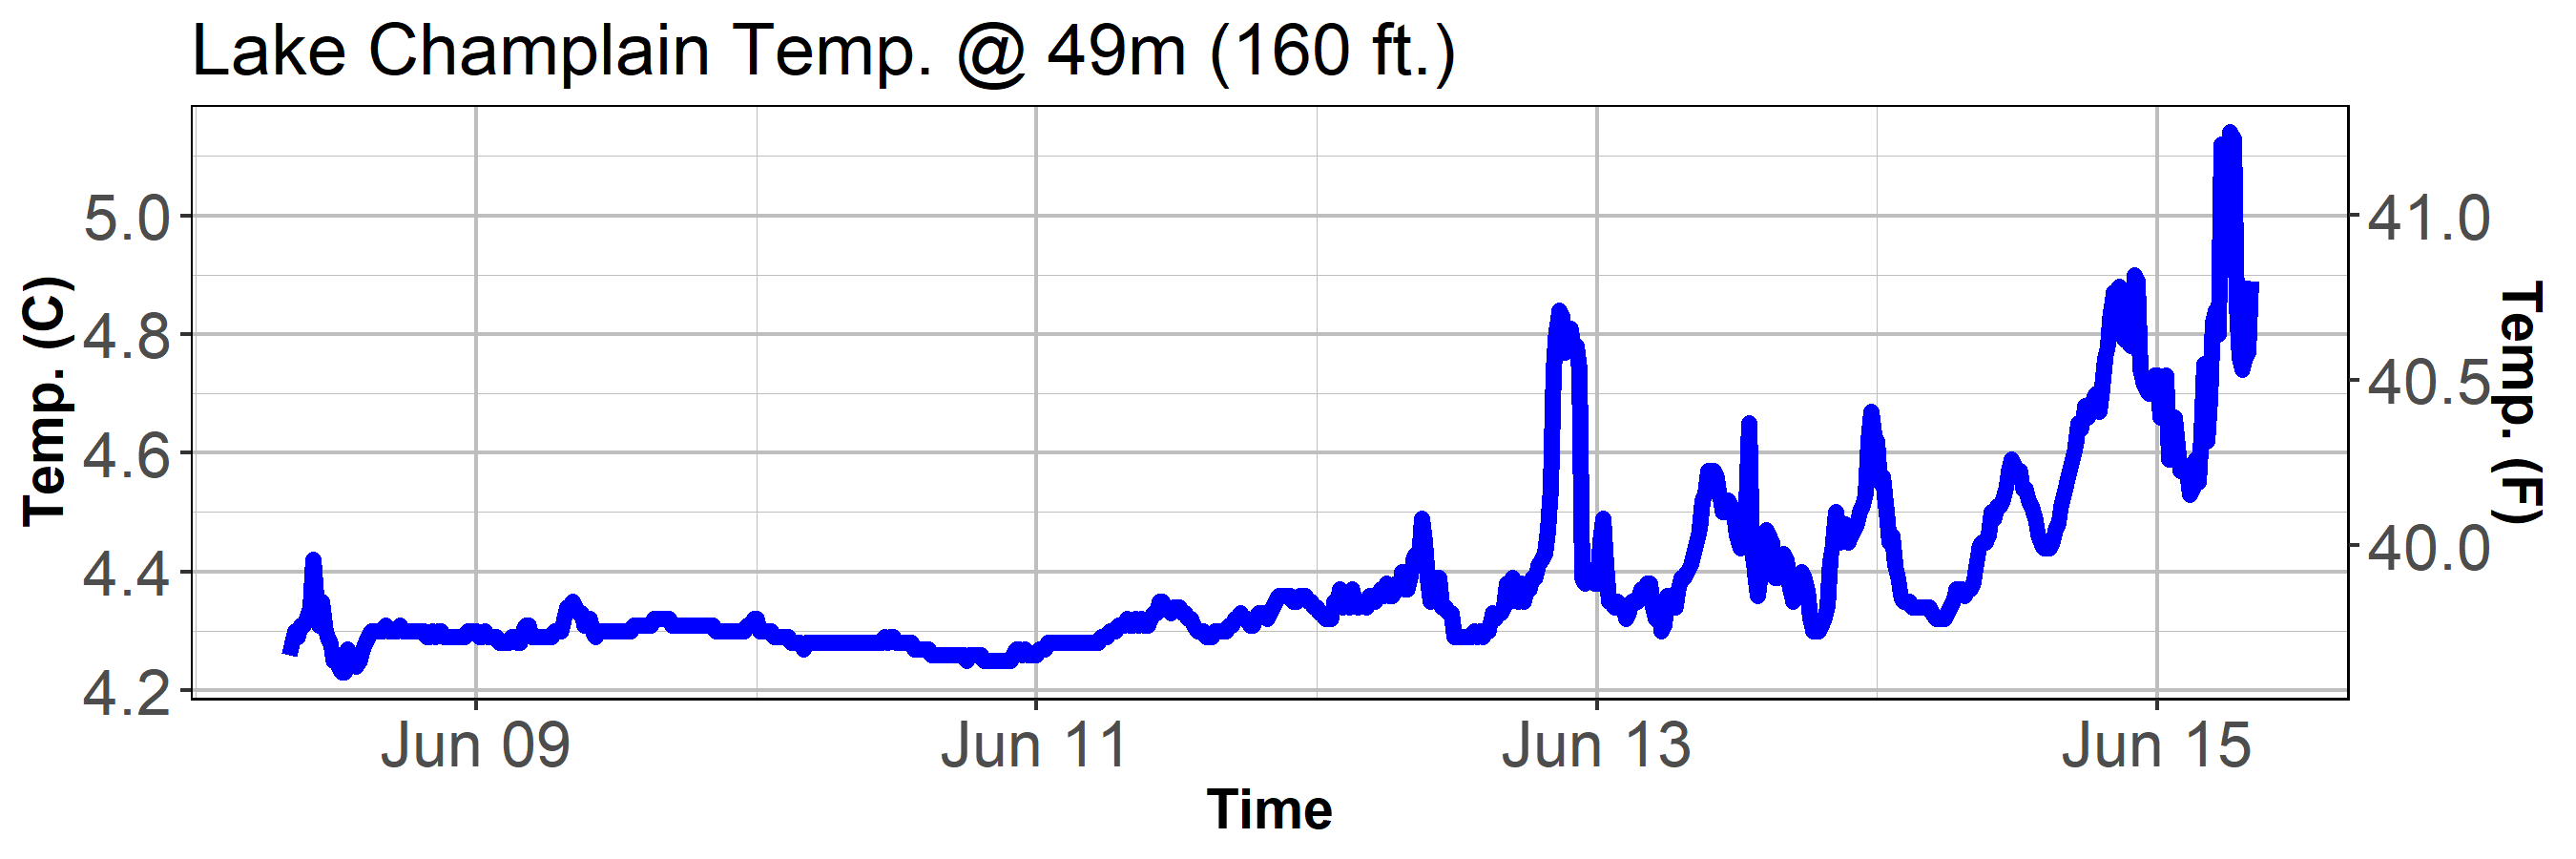 Lake Champlain Temp. @ 49m (160 ft.)
Temp. (C)
5.0
4.8
4.6
4.4
4.2
41.0
40.5
40.0
Temp. (F)
Jun 09
Jun 11
Jun 13
Jun 15
Time